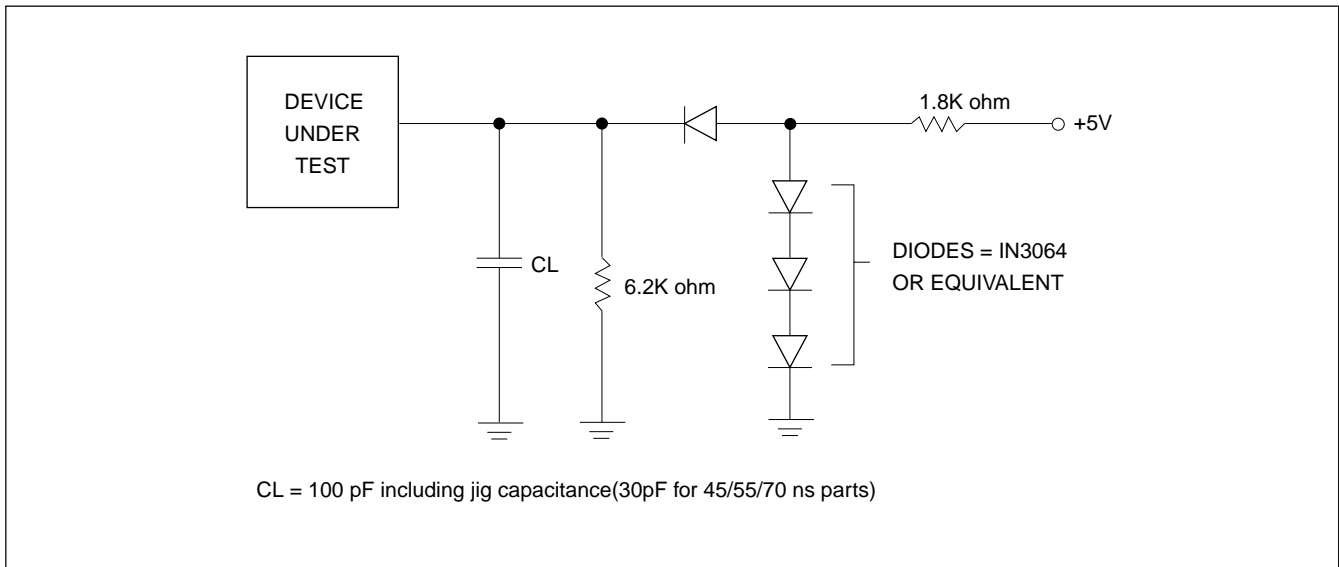 DEVICE
UNDER
TEST
1.8K ohm
+5V
CL
6.2K ohm
DIODES = IN3064
OR EQUIVALENT
CL = 100 pF including jig capacitance(30pF for 45/55/70 ns parts)